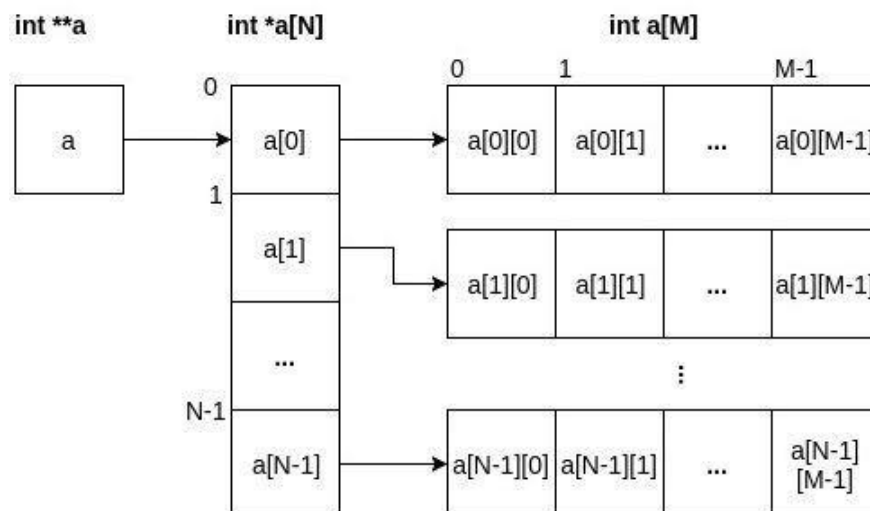 int **a
int *a[N]
int a[M]
0
1
M-1
0
a
a[0]
a[0][0]
a[0][1]
...
a[0][M-1]
1
a[1]
a[1][0]
a[1][1]
...
a[1][M-1]
...
...
N-1
a[N-1]
a[N-1][0]
a[N-1][1]
...
a[N-1]
[M-1]